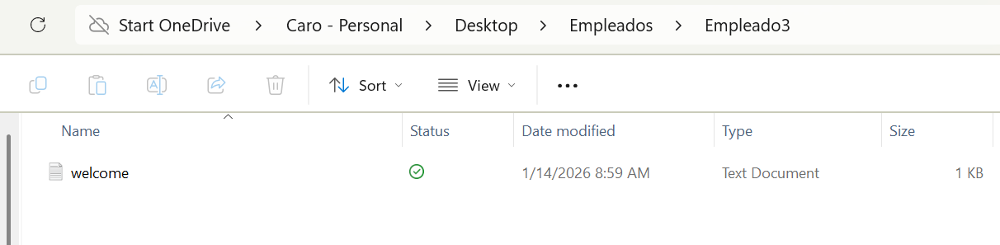 Start OneDrive > Caro - Personal > Desktop > Empleados > Empleado3
Sort View
Name Status Date modified Type Size
welcome 1/14/2026 8:59 AM Text Document 1 KB